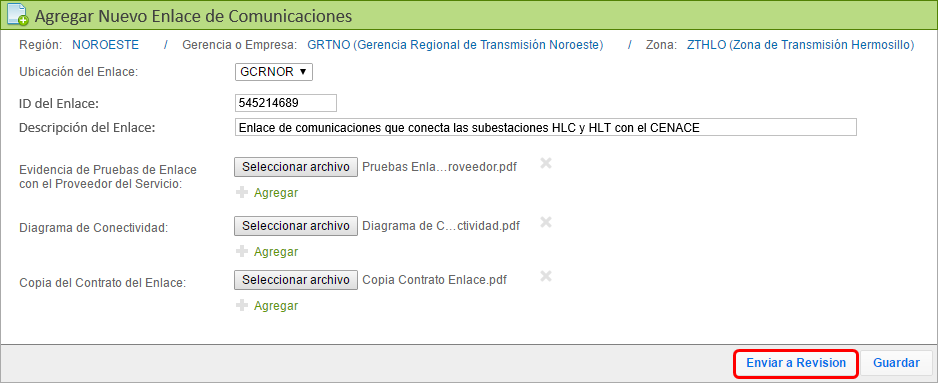 Agregar Nuevo Enlace de Comunicaciones
Región: NOROESTE / Gerencia o Empresa: GRTNO (Gerencia Regional de Transmisión Noroeste) / Zona: ZTHLO (Zona de Transmisión Hermosillo)
Ubicación del Enlace: GCRNOR
ID del Enlace: 545214689
Descripción del Enlace: Enlace de comunicaciones que conecta las subestaciones HLC y HLT con el CENACE
Evidencia de Pruebas de Enlace
con el Proveedor del Servicio: Seleccionar archivo Pruebas Enla...roveedor.pdf
Agregar
Diagrama de Conectividad: Seleccionar archivo Diagrama de C...ctividad.pdf
Agregar
Copia del Contrato del Enlace: Seleccionar archivo Copia Contrato Enlace.pdf
Agregar
Enviar a Revision Guardar